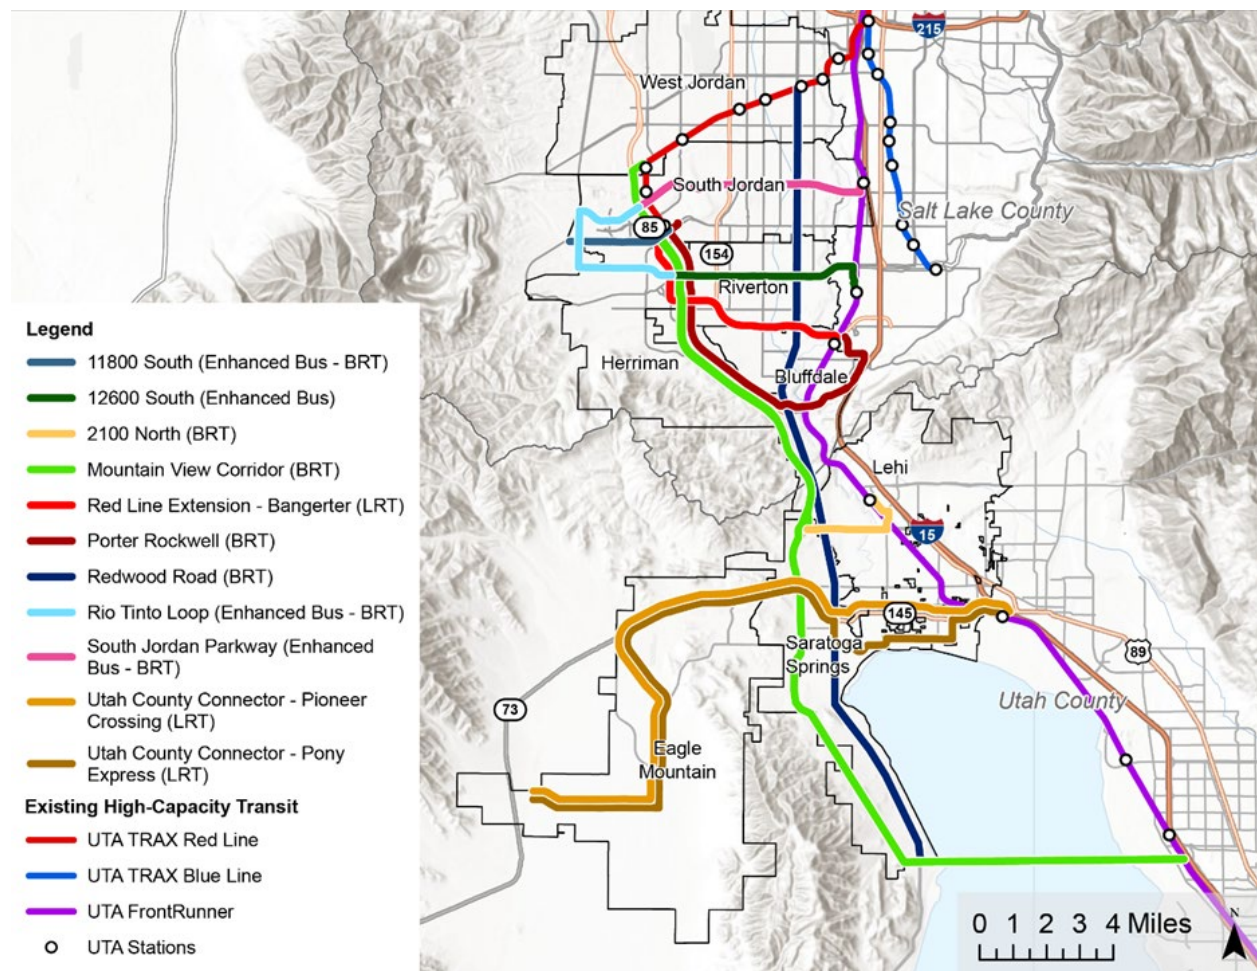 215
West Jordan
South Jordan
Salt Lake County
85
154
Riverton
Herriman
Bluffdale
Lehi
15
145
Saratoga
Springs
89
Utah County
73
Eagle
Mountain
Legend
11800 South (Enhanced Bus - BRT)
12600 South (Enhanced Bus)
2100 North (BRT)
Mountain View Corridor (BRT)
Red Line Extension - Bangerter (LRT)
Porter Rockwell (BRT)
Redwood Road (BRT)
Rio Tinto Loop (Enhanced Bus - BRT)
South Jordan Parkway (Enhanced
Bus - BRT)
Utah County Connector - Pioneer
Crossing (LRT)
Utah County Connector - Pony
Express (LRT)
Existing High-Capacity Transit
UTA TRAX Red Line
UTA TRAX Blue Line
UTA FrontRunner
UTA Stations
0 1 2 3 4 Miles
N